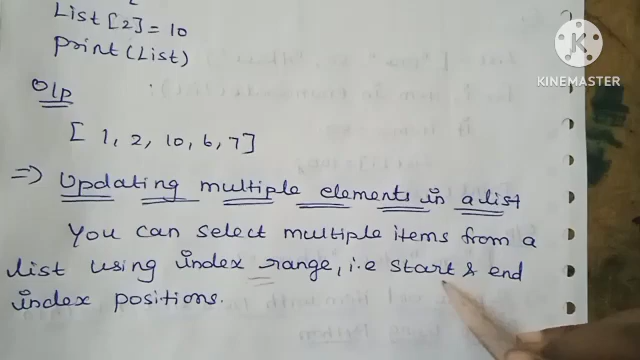 List[2]=10
Print(List)
O/p
[ 1, 2, 10, 6, 7]
=> Updating multiple elements in a list
You can select multiple items from a
list using index range, i.e start & end
index positions.
KINEMASTER